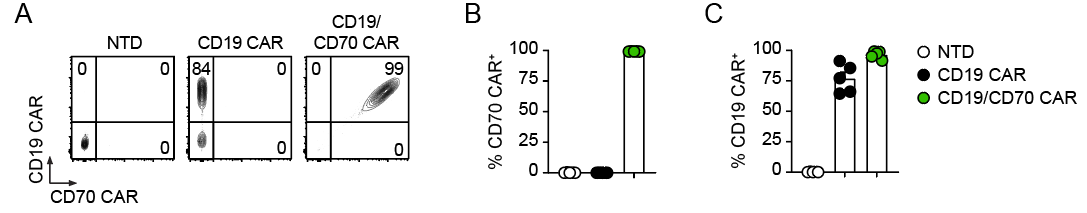 A
NTD
CD19 CAR
CD19/
CD70 CAR
0 0 84 0 0 99
0 0 0
CD19 CAR
CD70 CAR
B
% CD70 CAR⁺
100
75
50
25
0
C
% CD19 CAR⁺
100
75
50
25
0
NTD
CD19 CAR
CD19/CD70 CAR